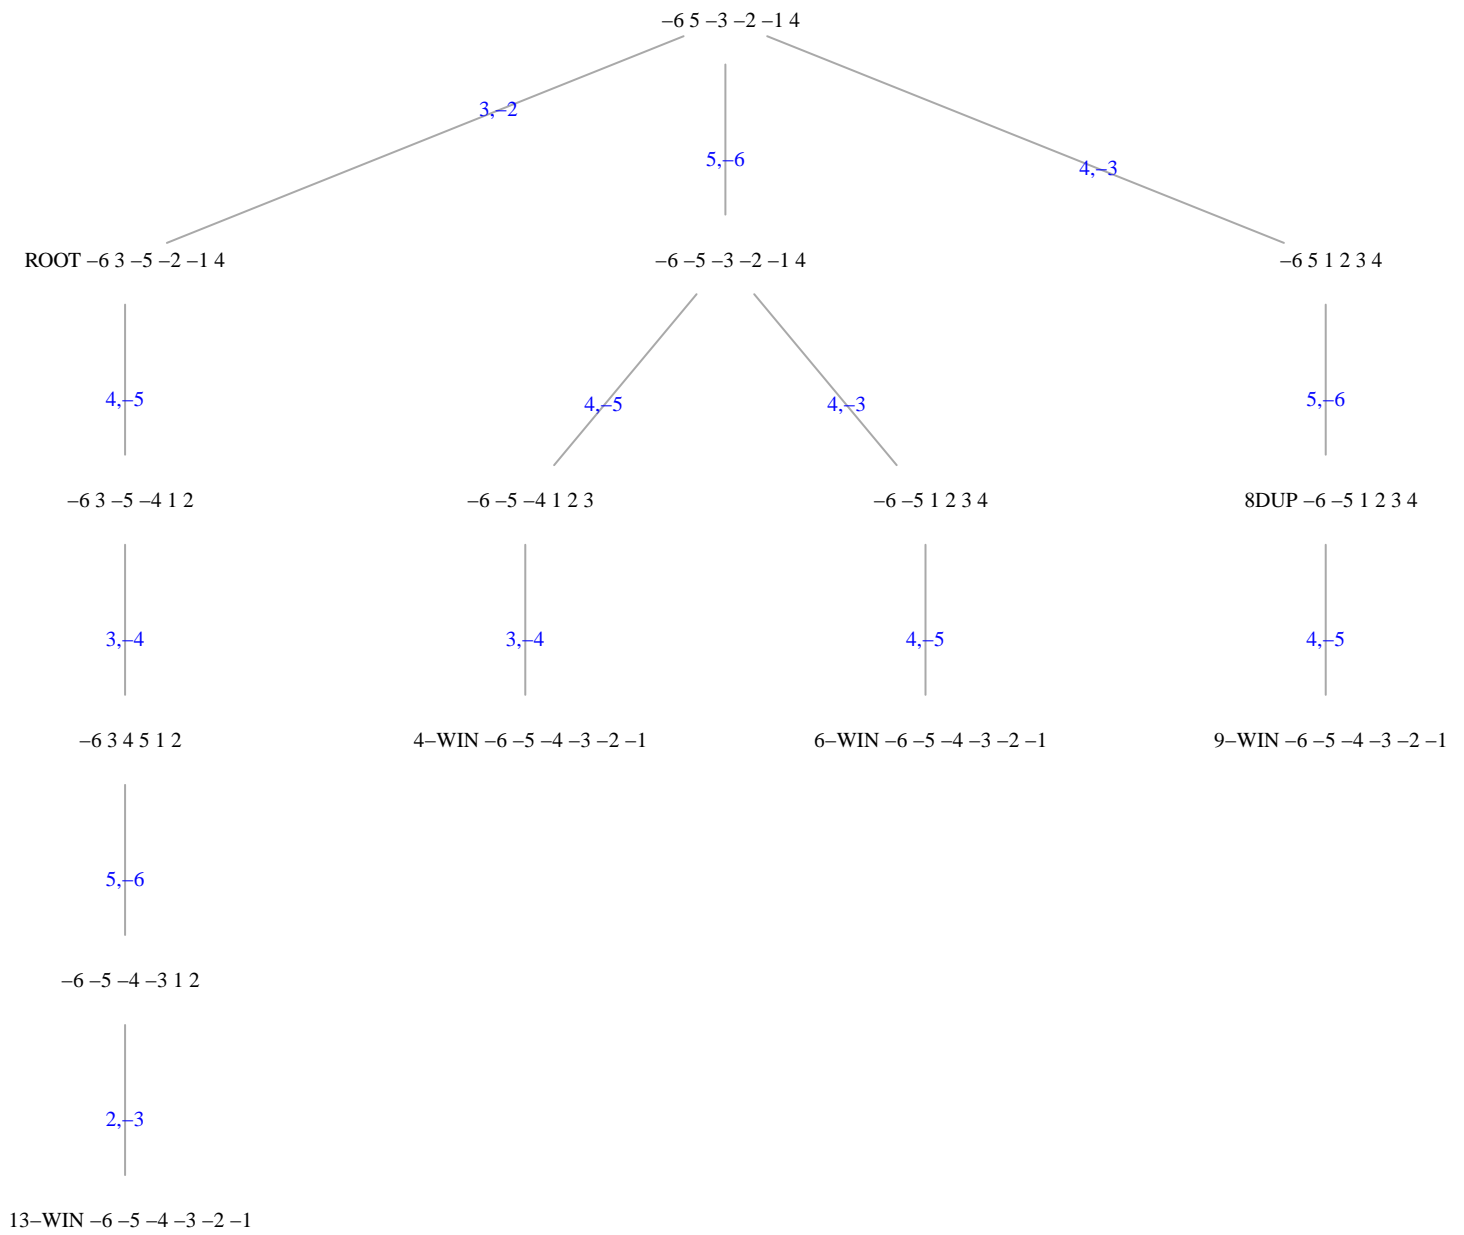 –6 5 –3 –2 –1 4
3,–2
5,–6
4,–3
ROOT –6 3 –5 –2 –1 4
–6 –5 –3 –2 –1 4
–6 5 1 2 3 4
4,–5
4,–5
4,–3
5,–6
–6 3 –5 –4 1 2
–6 –5 –4 1 2 3
–6 –5 1 2 3 4
8DUP –6 –5 1 2 3 4
3,–4
3,–4
4,–5
4,–5
–6 3 4 5 1 2
4–WIN –6 –5 –4 –3 –2 –1
6–WIN –6 –5 –4 –3 –2 –1
9–WIN –6 –5 –4 –3 –2 –1
5,–6
–6 –5 –4 –3 1 2
2,–3
13–WIN –6 –5 –4 –3 –2 –1